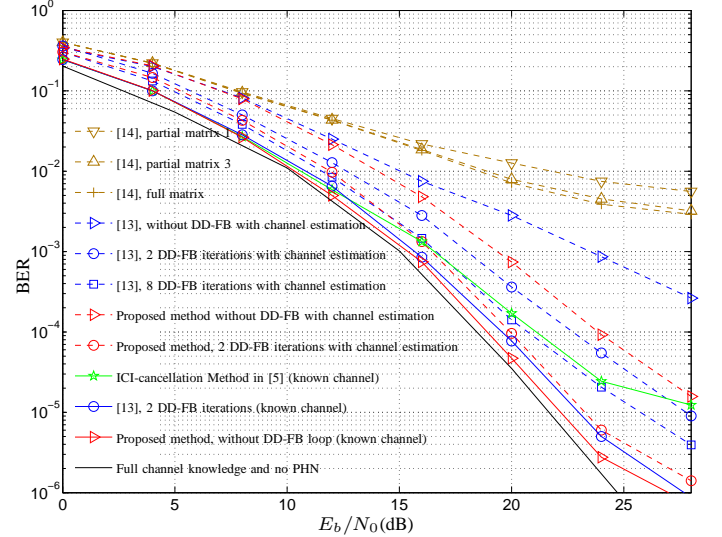 10^0
10^-1
10^-2
10^-3
10^-4
10^-5
10^-6
BER
[14], partial matrix 1
[14], partial matrix 3
[14], full matrix
[13], without DD-FB with channel estimation
[13], 2 DD-FB iterations with channel estimation
[13], 8 DD-FB iterations with channel estimation
Proposed method without DD-FB with channel estimation
Proposed method, 2 DD-FB iterations with channel estimation
ICI-cancellation Method in [5] (known channel)
[13], 2 DD-FB iterations (known channel)
Proposed method, without DD-FB loop (known channel)
Full channel knowledge and no PHN
0 5 10 15 20 25
E_b/N_0(dB)